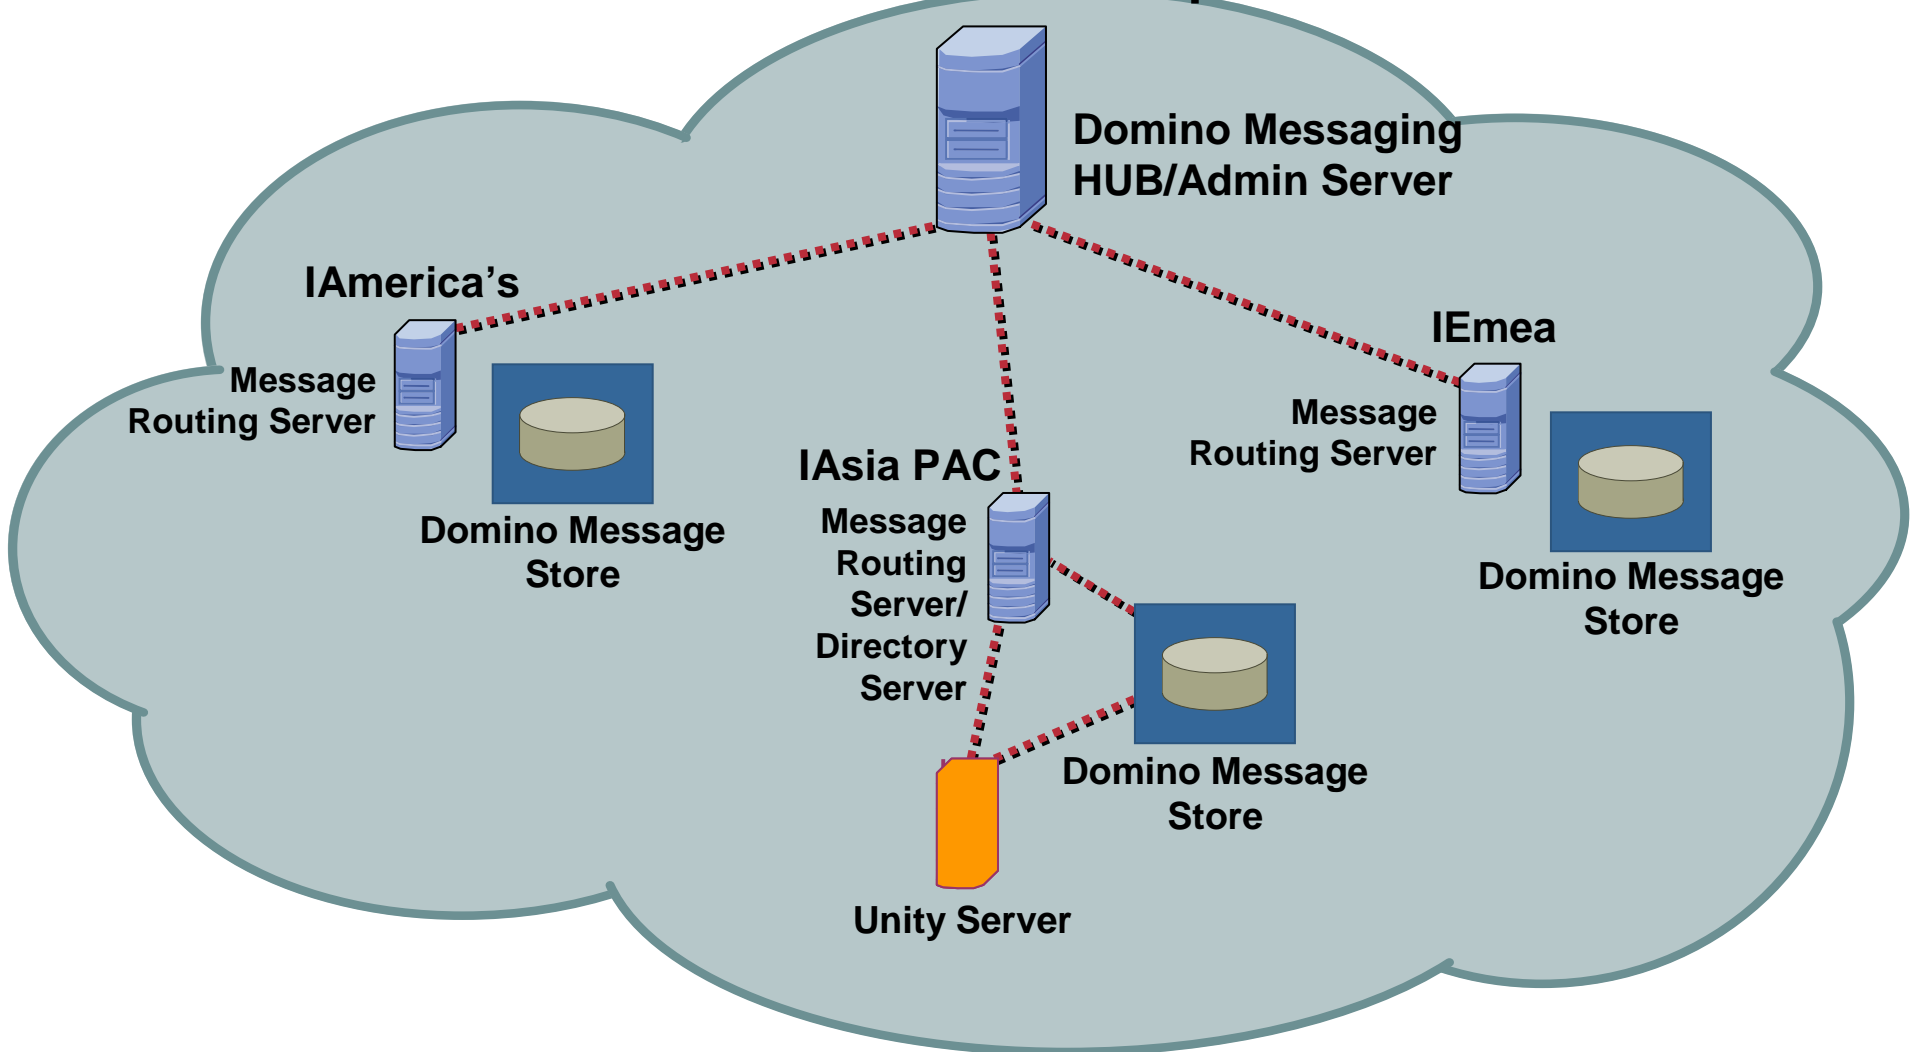 Domino Messaging
HUB/Admin Server
IAmerica's
Message
Routing Server
Domino Message
Store
IEmea
Message
Routing Server
Domino Message
Store
IAsia PAC
Message
Routing
Server/
Directory
Server
Domino Message
Store
Unity Server